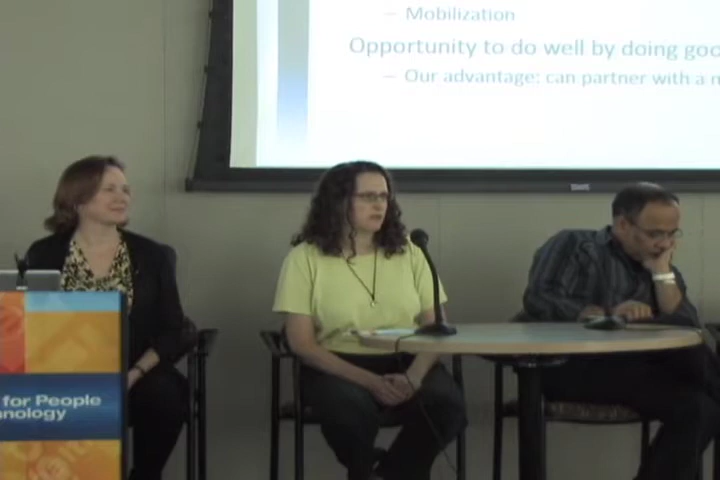 – Mobilization
Opportunity to do well by doing goo
– Our advantage: can partner with a n
for People
nology